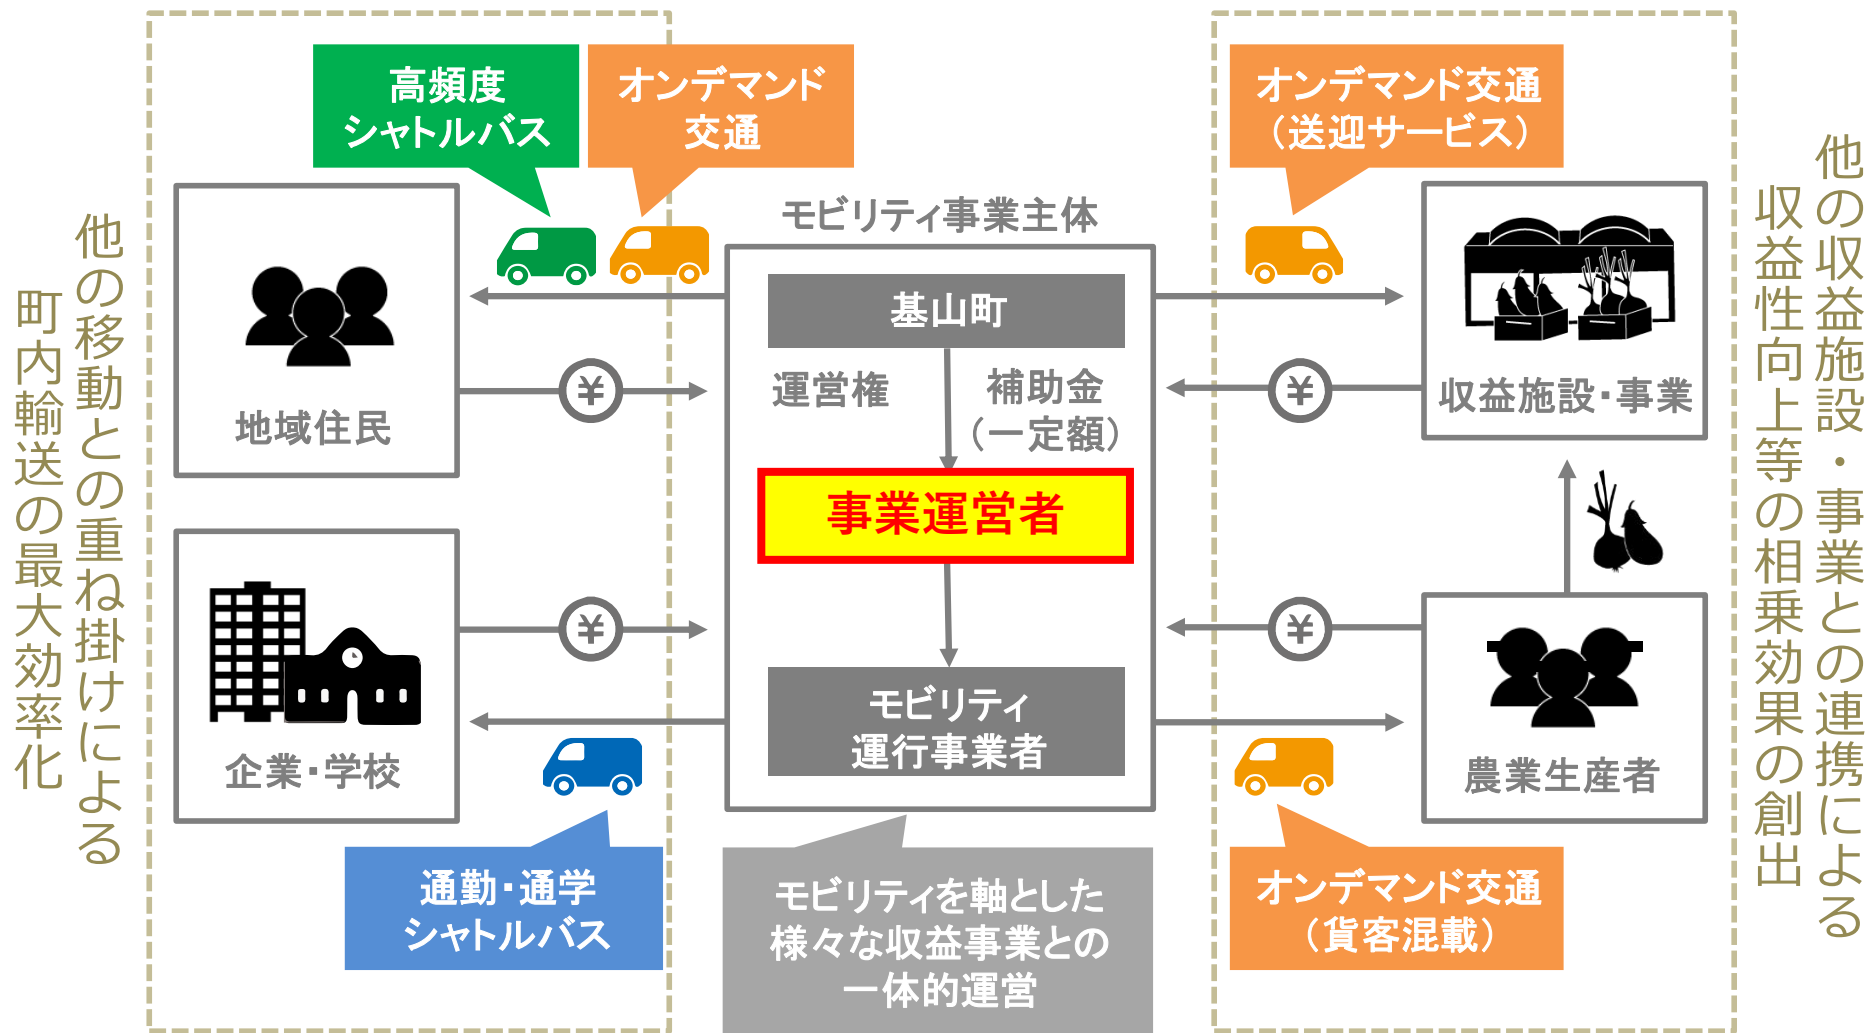 他の移動との重ね掛けによる
町内輸送の最大効率化
高頻度
シャトルバス
オンデマンド
交通
地域住民
¥
企業・学校
¥
通勤・通学
シャトルバス
モビリティ事業主体
基山町
運営権
補助金
（一定額）
事業運営者
モビリティ
運行事業者
モビリティを軸とした
様々な収益事業との
一体的運営
オンデマンド交通
（送迎サービス）
収益施設・事業
¥
農業生産者
¥
オンデマンド交通
（貨客混載）
他の収益施設・事業との連携による
収益性向上等の相乗効果の創出